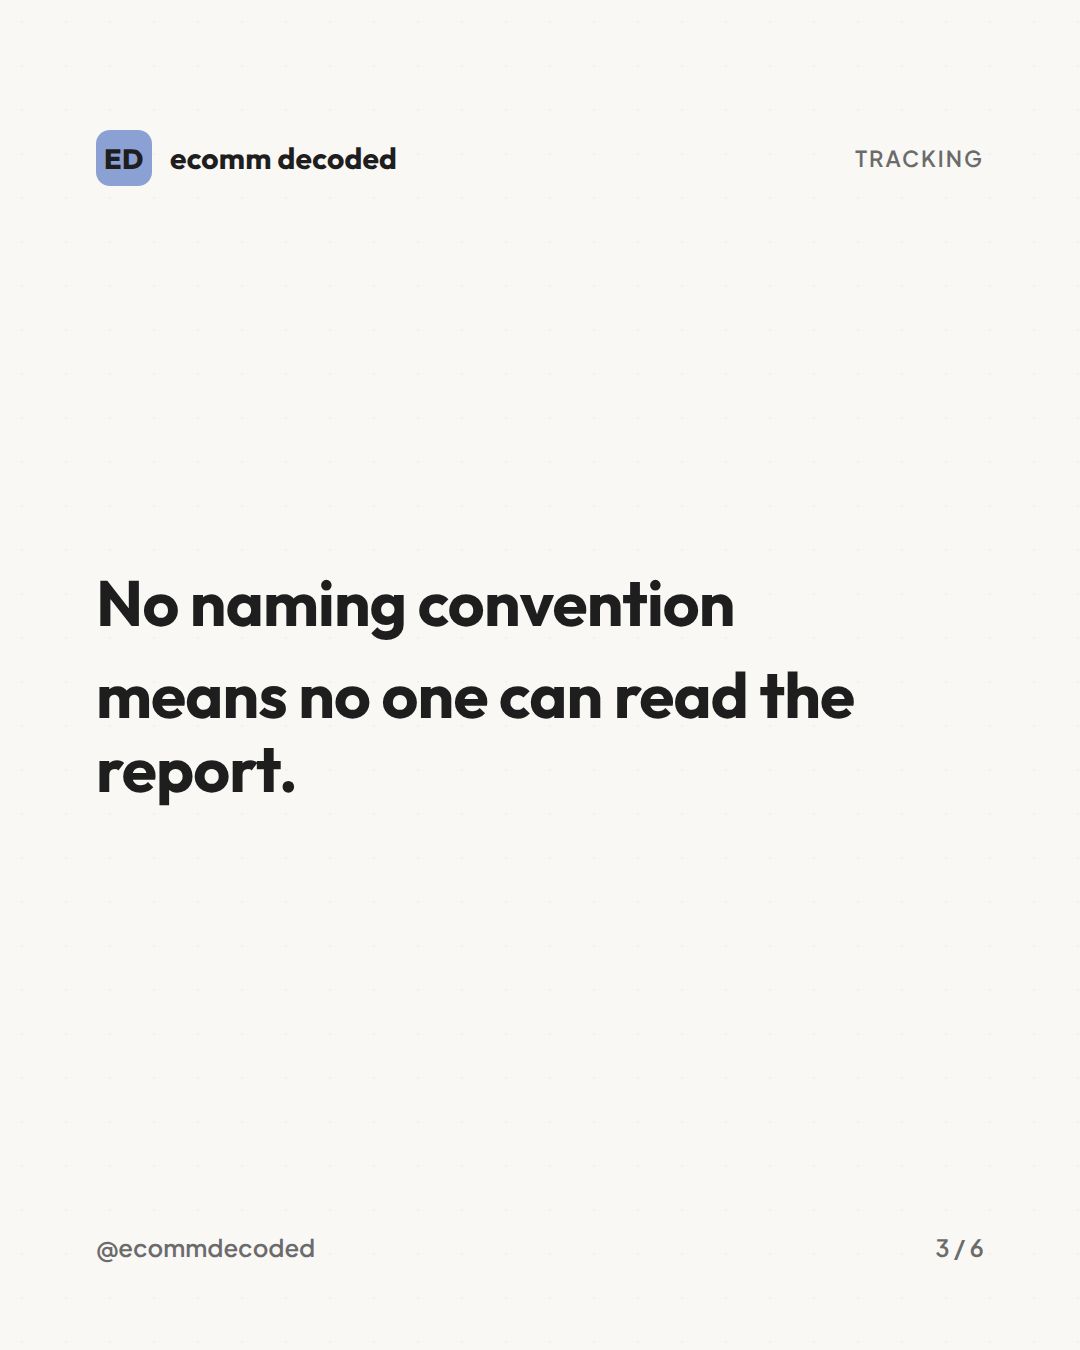 ED ecomm decoded
TRACKING
No naming convention
means no one can read the
report.
@ecommdecoded
3 / 6